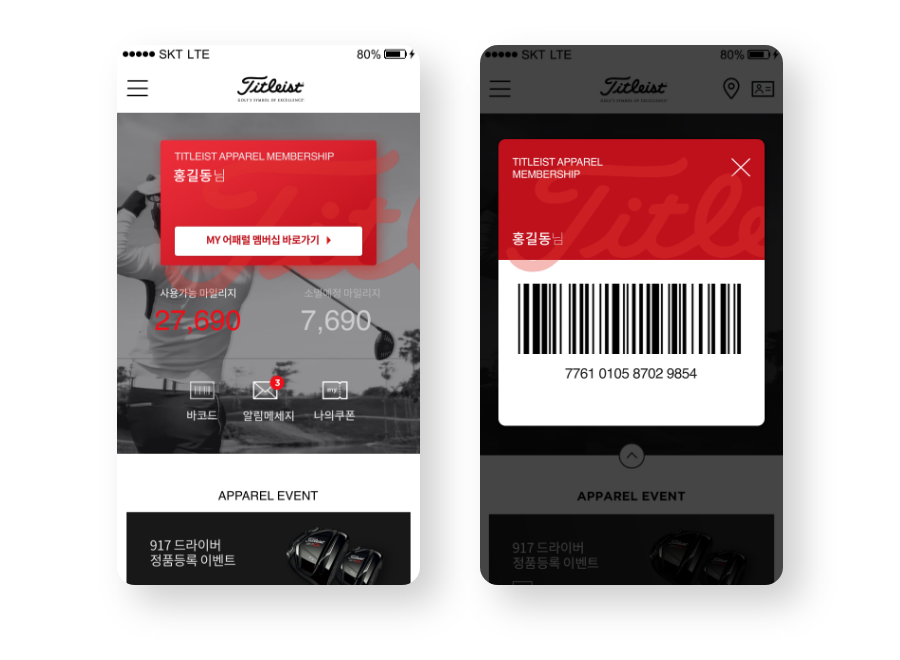 SKT LTE
80%
Titleist
GOLF'S SYMBOL OF EXCELLENCE
TITLEIST APPAREL MEMBERSHIP
홍길동님
MY 어패럴 멤버십 바로가기
사용가능 마일리지
소멸예정 마일리지
27,690
7,690
3
my
바코드
알림메세지
나의쿠폰
APPAREL EVENT
917 드라이버
정품등록 이벤트
Titleist
Titleist
SKT LTE
80%
Titleist
GOLF'S SYMBOL OF EXCELLENCE
TITLEIST APPAREL
MEMBERSHIP
홍길동님
Titleist
7761 0105 8702 9854
APPAREL EVENT
917 드라이버
정품등록 이벤트